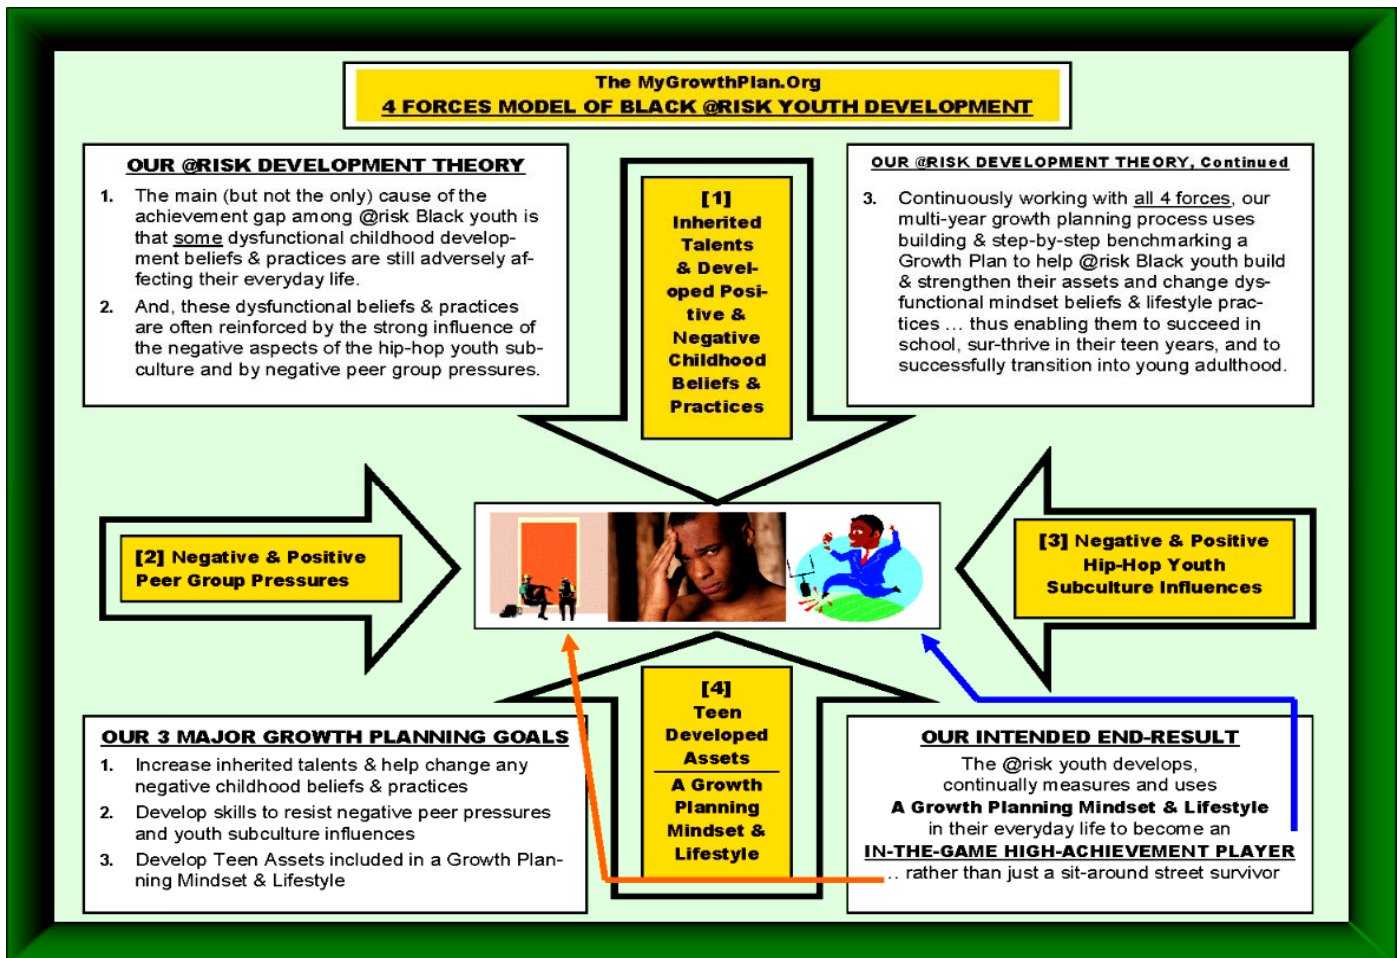 The MyGrowthPlan.Org
4 FORCES MODEL OF BLACK @RISK YOUTH DEVELOPMENT
OUR @RISK DEVELOPMENT THEORY
1. The main (but not the only) cause of the
achievement gap among @risk Black youth is
that some dysfunctional childhood develop-
ment beliefs & practices are still adversely af-
fecting their everyday life.
2. And, these dysfunctional beliefs & practices
are often reinforced by the strong influence of
the negative aspects of the hip-hop youth sub-
culture and by negative peer group pressures.
[1]
Inherited
Talents
& Devel-
oped Posi-
tive &
Negative
Childhood
Beliefs &
Practices
OUR @RISK DEVELOPMENT THEORY, Continued
3. Continuously working with all 4 forces, our
multi-year growth planning process uses
building & step-by-step benchmarking a
Growth Plan to help @risk Black youth build
& strengthen their assets and change dys-
functional mindset beliefs & lifestyle prac-
tices ... thus enabling them to succeed in
school, sur-thrive in their teen years, and to
successfully transition into young adulthood.
[2] Negative & Positive
Peer Group Pressures
[3] Negative & Positive
Hip-Hop Youth
Subculture Influences
OUR 3 MAJOR GROWTH PLANNING GOALS
1. Increase inherited talents & help change any
negative childhood beliefs & practices
2. Develop skills to resist negative peer pressures
and youth subculture influences
3. Develop Teen Assets included in a Growth Plan-
ning Mindset & Lifestyle
[4]
Teen
Developed
Assets
A Growth
Planning
Mindset &
Lifestyle
OUR INTENDED END-RESULT
The @risk youth develops,
continually measures and uses
A Growth Planning Mindset & Lifestyle
in their everyday life to become an
IN-THE-GAME HIGH-ACHIEVEMENT PLAYER
.. rather than just a sit-around street survivor